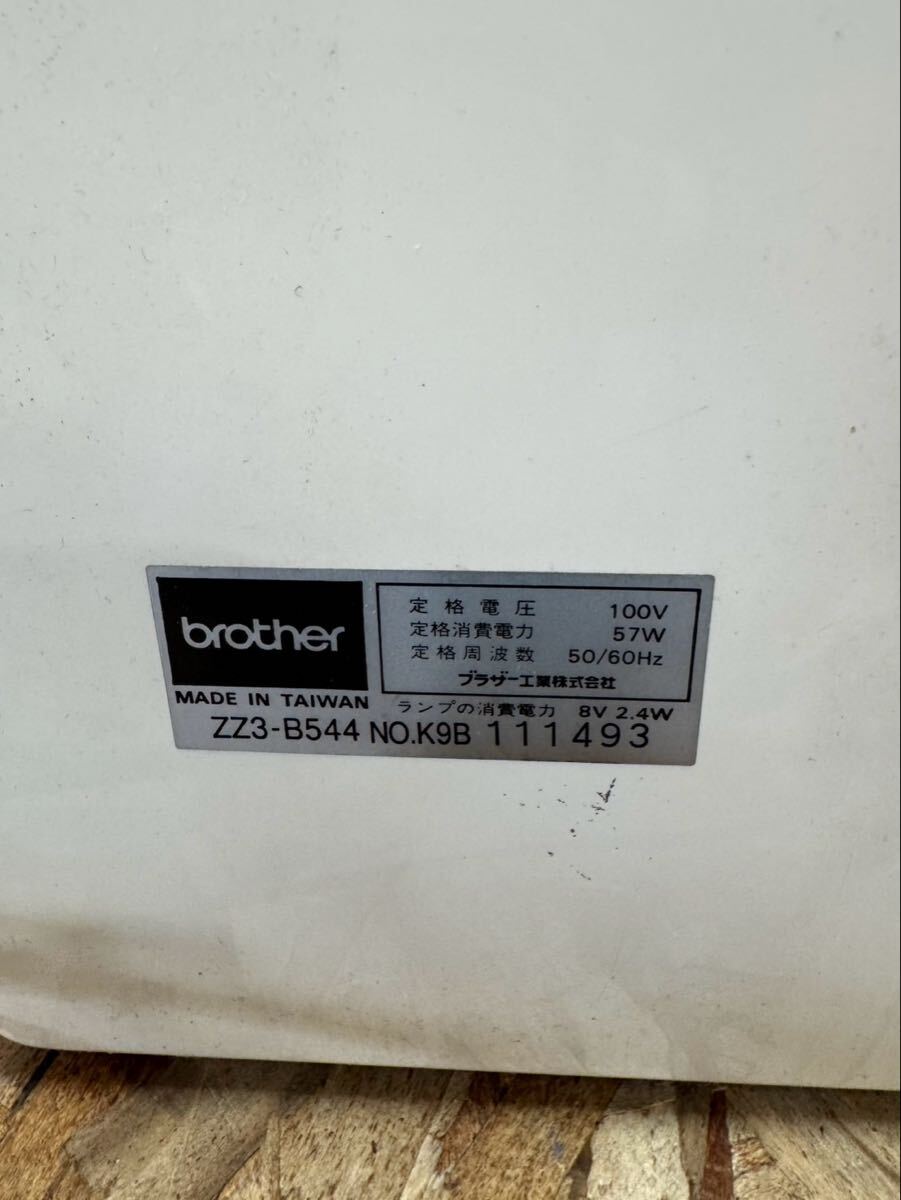 brother
MADE IN TAIWAN
定格電圧 100V
定格消費電力 57W
定格周波数 50/60Hz
ブラザー工業株式会社
ランプの消費電力 8V 2.4W
ZZ3-B544 NO.K9B 111493